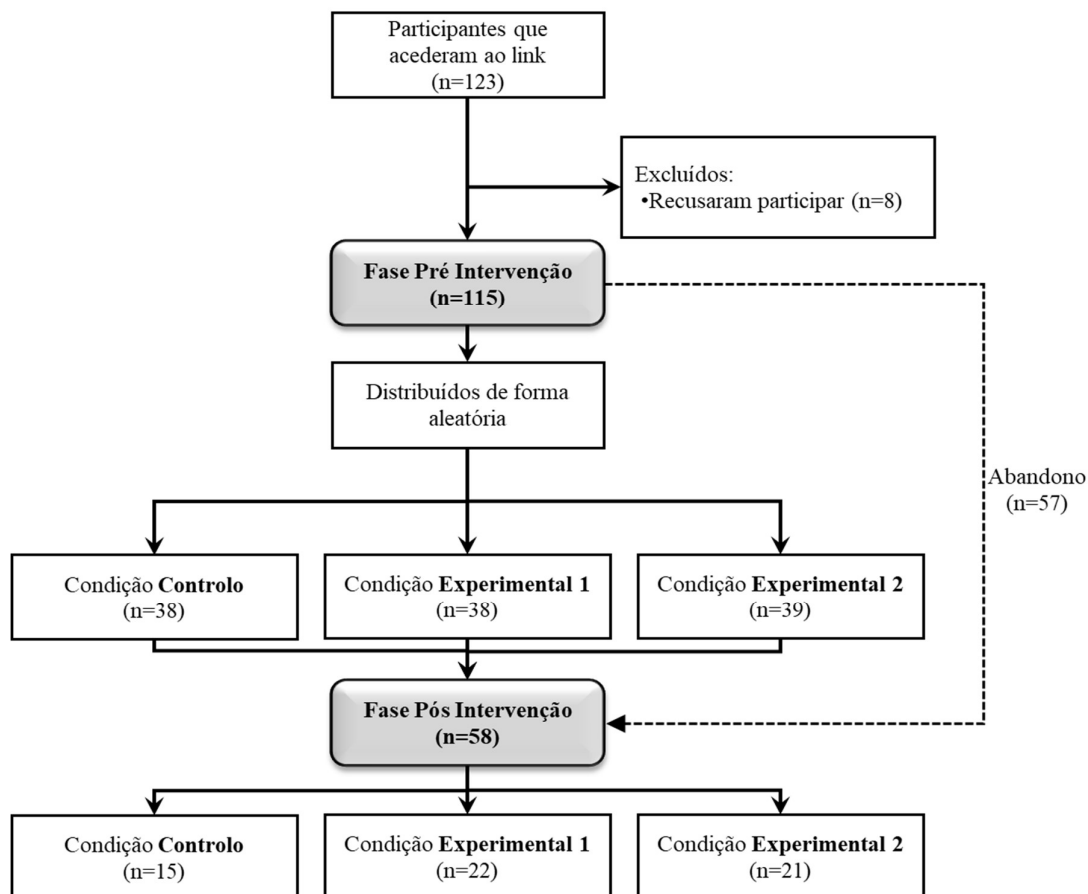 Participantes que
acederam ao link
(n=123)
Excluídos:
•Recusaram participar (n=8)
Fase Pré Intervenção
(n=115)
Distribuídos de forma
aleatória
Abandono
(n=57)
Condição Controlo
(n=38)
Condição Experimental 1
(n=38)
Condição Experimental 2
(n=39)
Fase Pós Intervenção
(n=58)
Condição Controlo
(n=15)
Condição Experimental 1
(n=22)
Condição Experimental 2
(n=21)